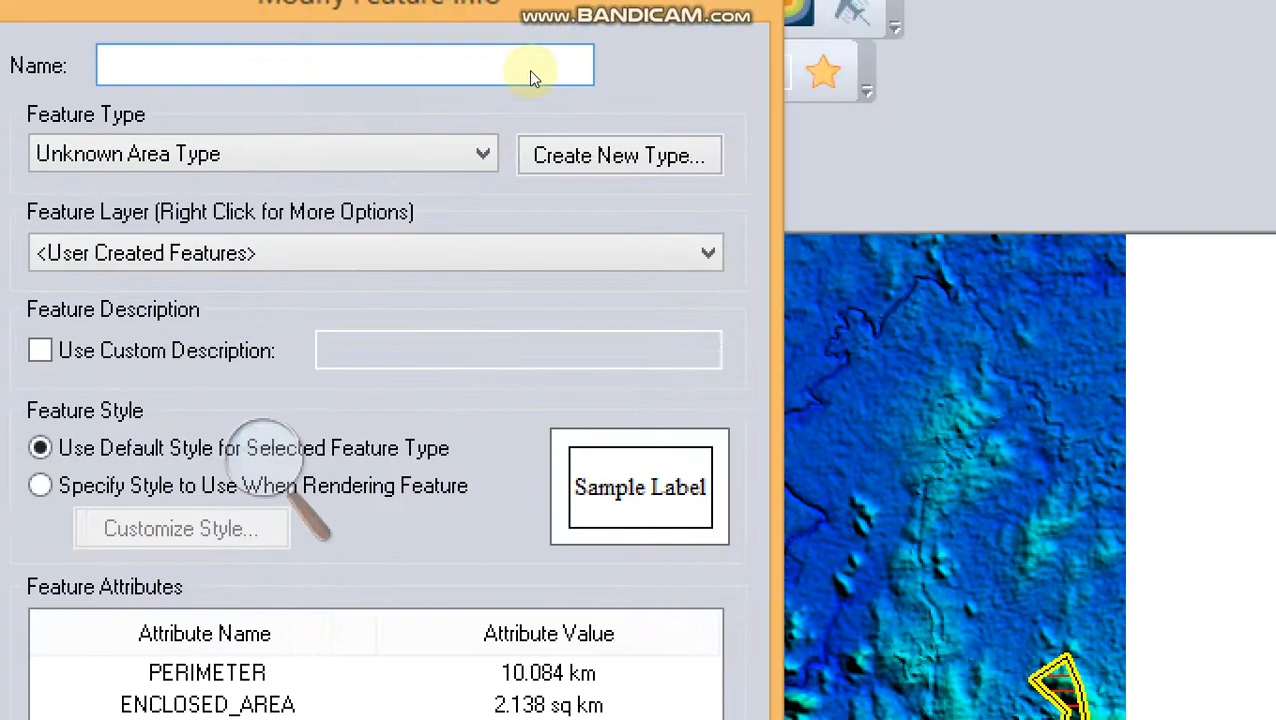 Modify Feature Info
www.BANDICAM.com
Name:
Feature Type
Unknown Area Type
Create New Type...
Feature Layer (Right Click for More Options)
<User Created Features>
Feature Description
Use Custom Description:
Feature Style
Use Default Style for Selected Feature Type
Specify Style to Use When Rendering Feature
Sample Label
Customize Style...
Feature Attributes
Attribute Name Attribute Value
PERIMETER 10.084 km
ENCLOSED_AREA 2.138 sq km